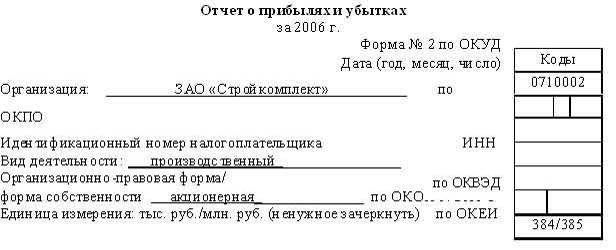 Отчет о прибылях и убытках
за 2006 г.
Форма № 2 по ОКУД
Коды
Дата (год, месяц, число)
0710002
Организация: ЗАО «Стройкомплект» по
ОКПО
Идентификационный номер налогоплательщика ИНН
Вид деятельности: производственный
Организационно-правовая форма/ по ОКВЭД
форма собственности акционерная по ОКО
Единица измерения: тыс. руб./млн. руб. (ненужное зачеркнуть) по ОКЕИ
384/385